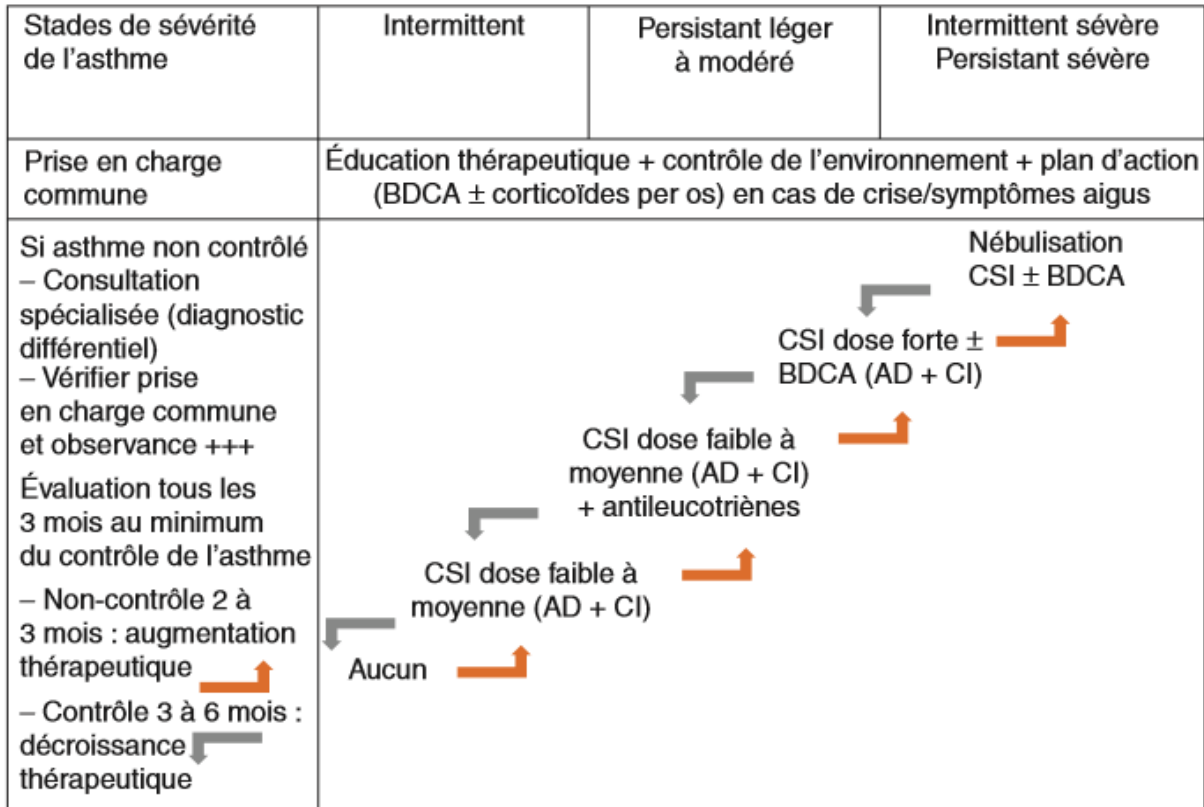 Stades de sévérité
de l'asthme
Intermittent
Persistant léger
à modéré
Intermittent sévère
Persistant sévère
Prise en charge
commune
Éducation thérapeutique + contrôle de l'environnement + plan d'action
(BDCA ± corticoïdes per os) en cas de crise/symptômes aigus
Si asthme non contrôlé
– Consultation
spécialisée (diagnostic
différentiel)
– Vérifier prise
en charge commune
et observance +++
Évaluation tous les
3 mois au minimum
du contrôle de l'asthme
– Non-contrôle 2 à
3 mois : augmentation
thérapeutique
– Contrôle 3 à 6 mois :
décroissance
thérapeutique
Nébulisation
CSI ± BDCA
CSI dose forte ±
BDCA (AD + CI)
CSI dose faible à
moyenne (AD + CI)
+ antileucotriènes
CSI dose faible à
moyenne (AD + CI)
Aucun